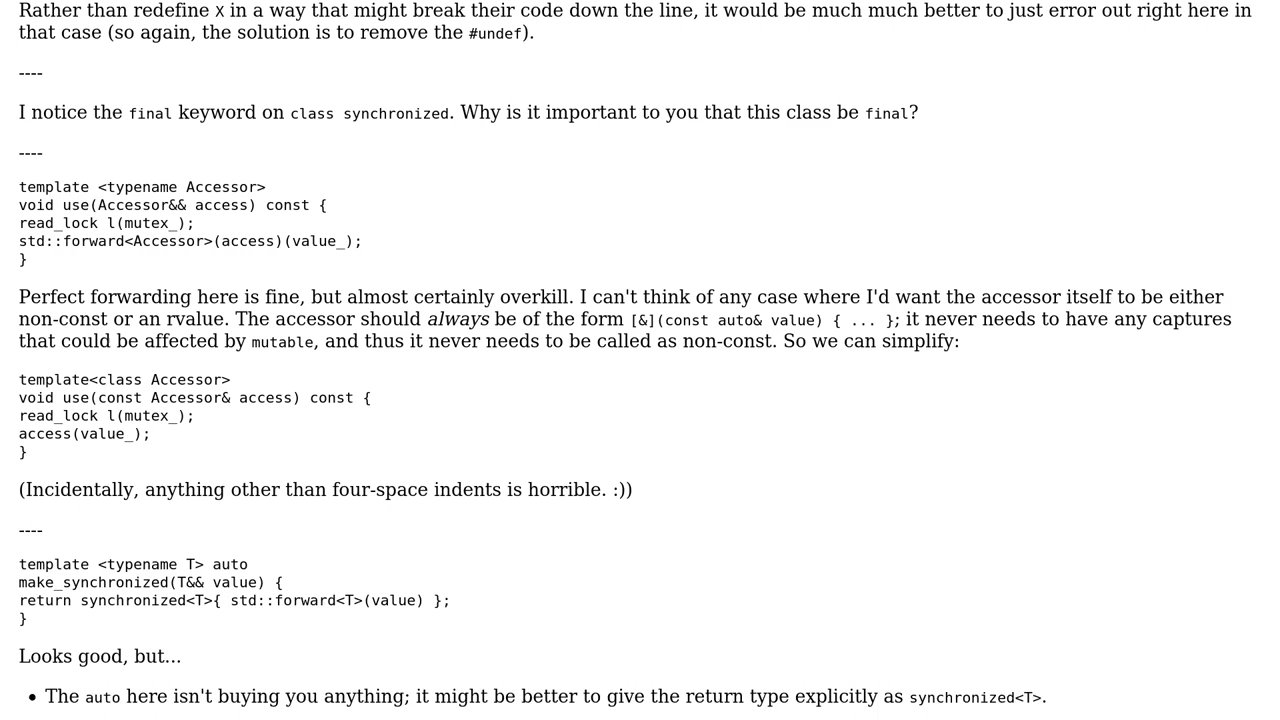 Rather than redefine X in a way that might break their code down the line, it would be much much better to just error out right here in
that case (so again, the solution is to remove the #undef).
----
I notice the final keyword on class synchronized. Why is it important to you that this class be final?
----
template <typename Accessor>
void use(Accessor&& access) const {
read_lock l(mutex_);
std::forward<Accessor>(access)(value_);
}
Perfect forwarding here is fine, but almost certainly overkill. I can't think of any case where I'd want the accessor itself to be either
non-const or an rvalue. The accessor should always be of the form [&](const auto& value) { ... }; it never needs to have any captures
that could be affected by mutable, and thus it never needs to be called as non-const. So we can simplify:
template<class Accessor>
void use(const Accessor& access) const {
read_lock l(mutex_);
access(value_);
}
(Incidentally, anything other than four-space indents is horrible. :))
----
template <typename T> auto
make_synchronized(T&& value) {
return synchronized<T>{ std::forward<T>(value) };
}
Looks good, but...
• The auto here isn't buying you anything; it might be better to give the return type explicitly as synchronized<T>.